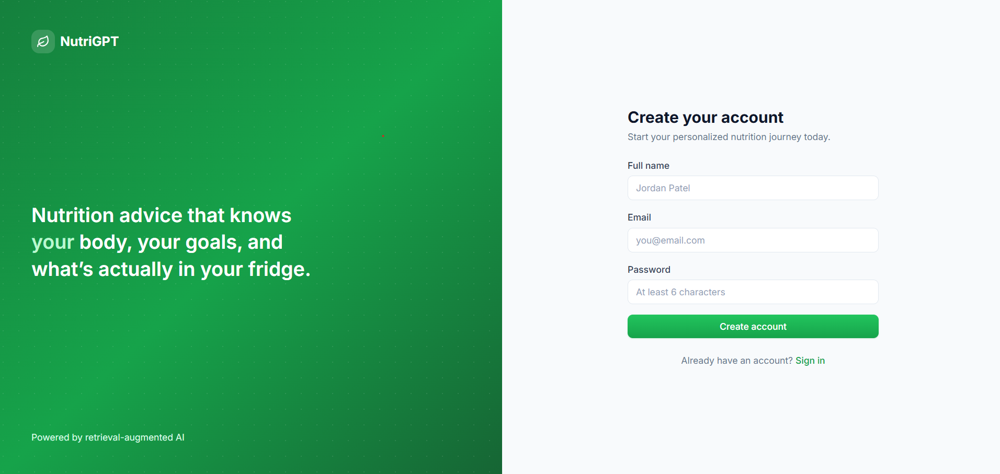 NutriGPT
Nutrition advice that knows
your body, your goals, and
what’s actually in your fridge.
Powered by retrieval-augmented AI
Create your account
Start your personalized nutrition journey today.
Full name
Jordan Patel
Email
you@email.com
Password
At least 6 characters
Create account
Already have an account? Sign in